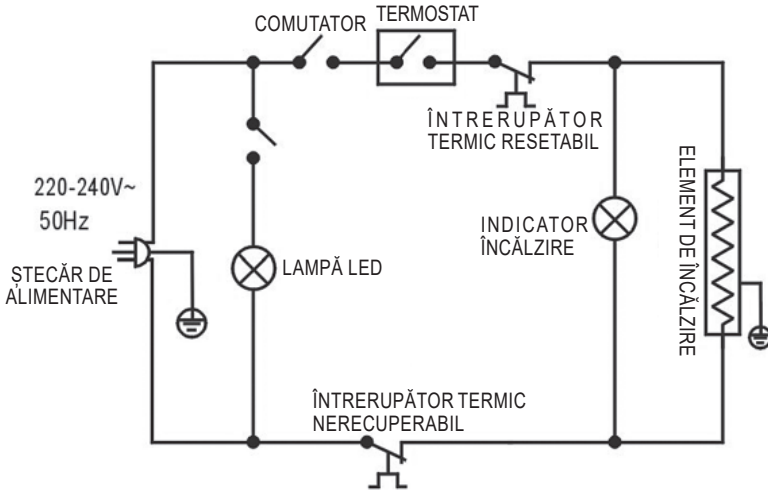 COMUTATOR
TERMOSTAT
ÎNTRERUPĂTOR
TERMIC RESETABIL
220-240V~
50Hz
ȘTECĂR DE
ALIMENTARE
LAMPĂ LED
INDICATOR
ÎNCĂLZIRE
ELEMENT DE ÎNCĂLZIRE
ÎNTRERUPĂTOR TERMIC
NERECUPERABIL